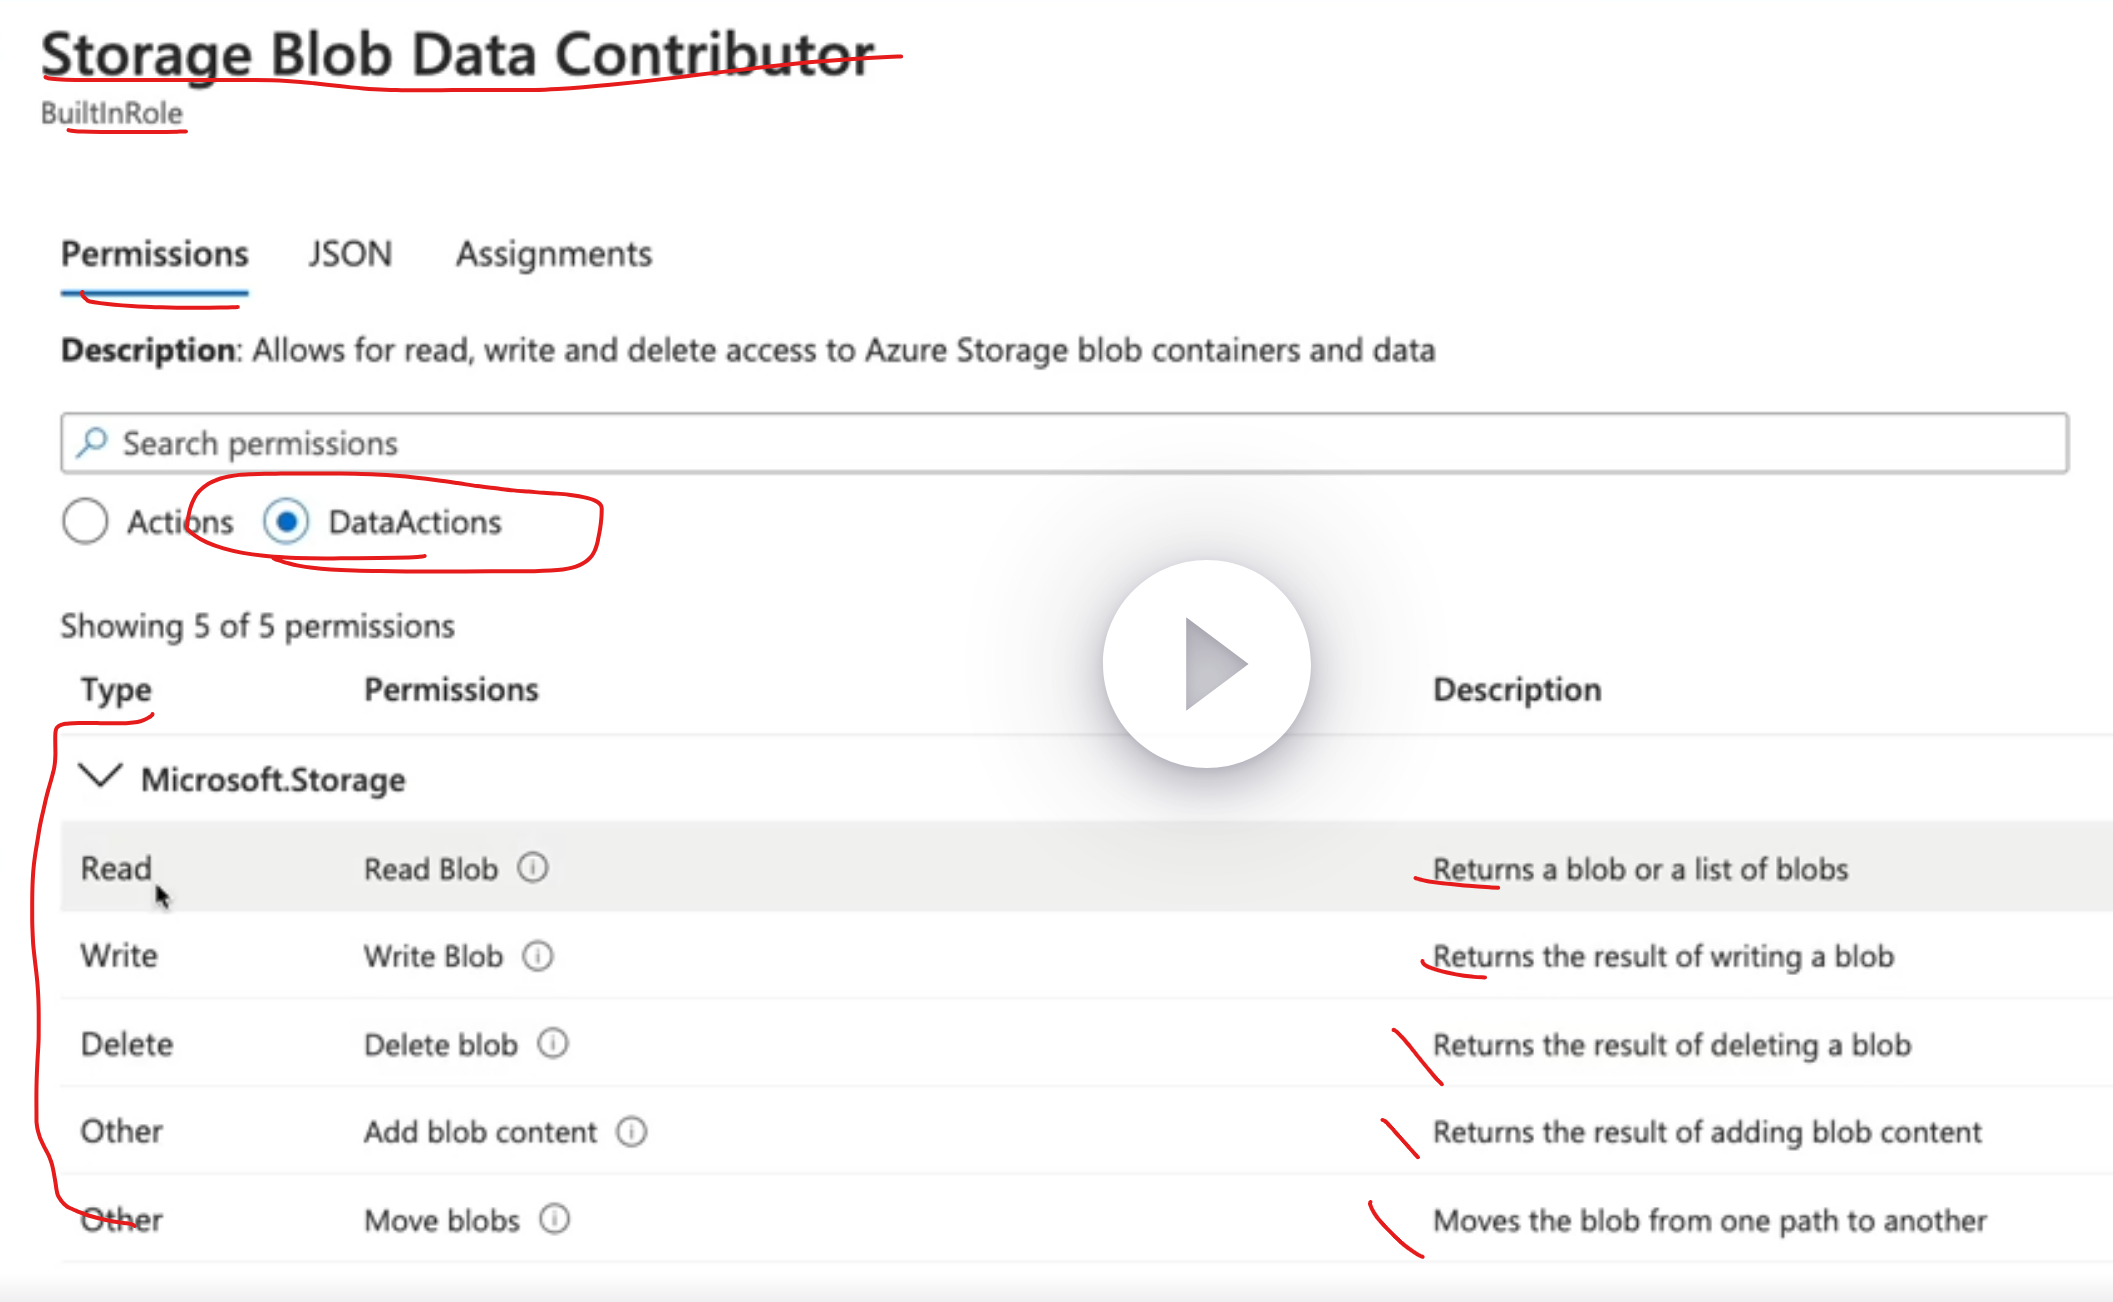 Storage Blob Data Contributor
BuiltInRole
Permissions JSON Assignments
Description: Allows for read, write and delete access to Azure Storage blob containers and data
Search permissions
Actions DataActions
Showing 5 of 5 permissions
Type Permissions Description
Microsoft.Storage
Read Read Blob Returns a blob or a list of blobs
Write Write Blob Returns the result of writing a blob
Delete Delete blob Returns the result of deleting a blob
Other Add blob content Returns the result of adding blob content
Other Move blobs Moves the blob from one path to another